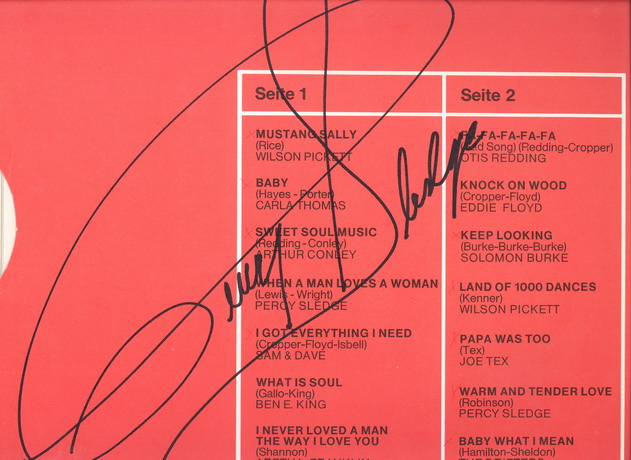 Seite 1
MUSTANG SALLY
(Rice)
WILSON PICKETT
BABY
(Hayes - Porter)
CARLA THOMAS
SWEET SOUL MUSIC
(Redding - Conley)
ARTHUR CONLEY
WHEN A MAN LOVES A WOMAN
(Lewis - Wright)
PERCY SLEDGE
I GOT EVERYTHING I NEED
(Cropper-Floyd-Isbell)
SAM & DAVE
WHAT IS SOUL
(Gallo-King)
BEN E. KING
I NEVER LOVED A MAN
THE WAY I LOVE YOU
(Shannon)
ARETHA FRANKLIN
Seite 2
FA-FA-FA-FA-FA
(Sad Song) (Redding-Cropper)
OTIS REDDING
KNOCK ON WOOD
(Cropper-Floyd)
EDDIE FLOYD
KEEP LOOKING
(Burke-Burke-Burke)
SOLOMON BURKE
LAND OF 1000 DANCES
(Kenner)
WILSON PICKETT
PAPA WAS TOO
(Tex)
JOE TEX
WARM AND TENDER LOVE
(Robinson)
PERCY SLEDGE
BABY WHAT I MEAN
(Hamilton-Sheldon)
THE DRIFTERS
Percy Sledge